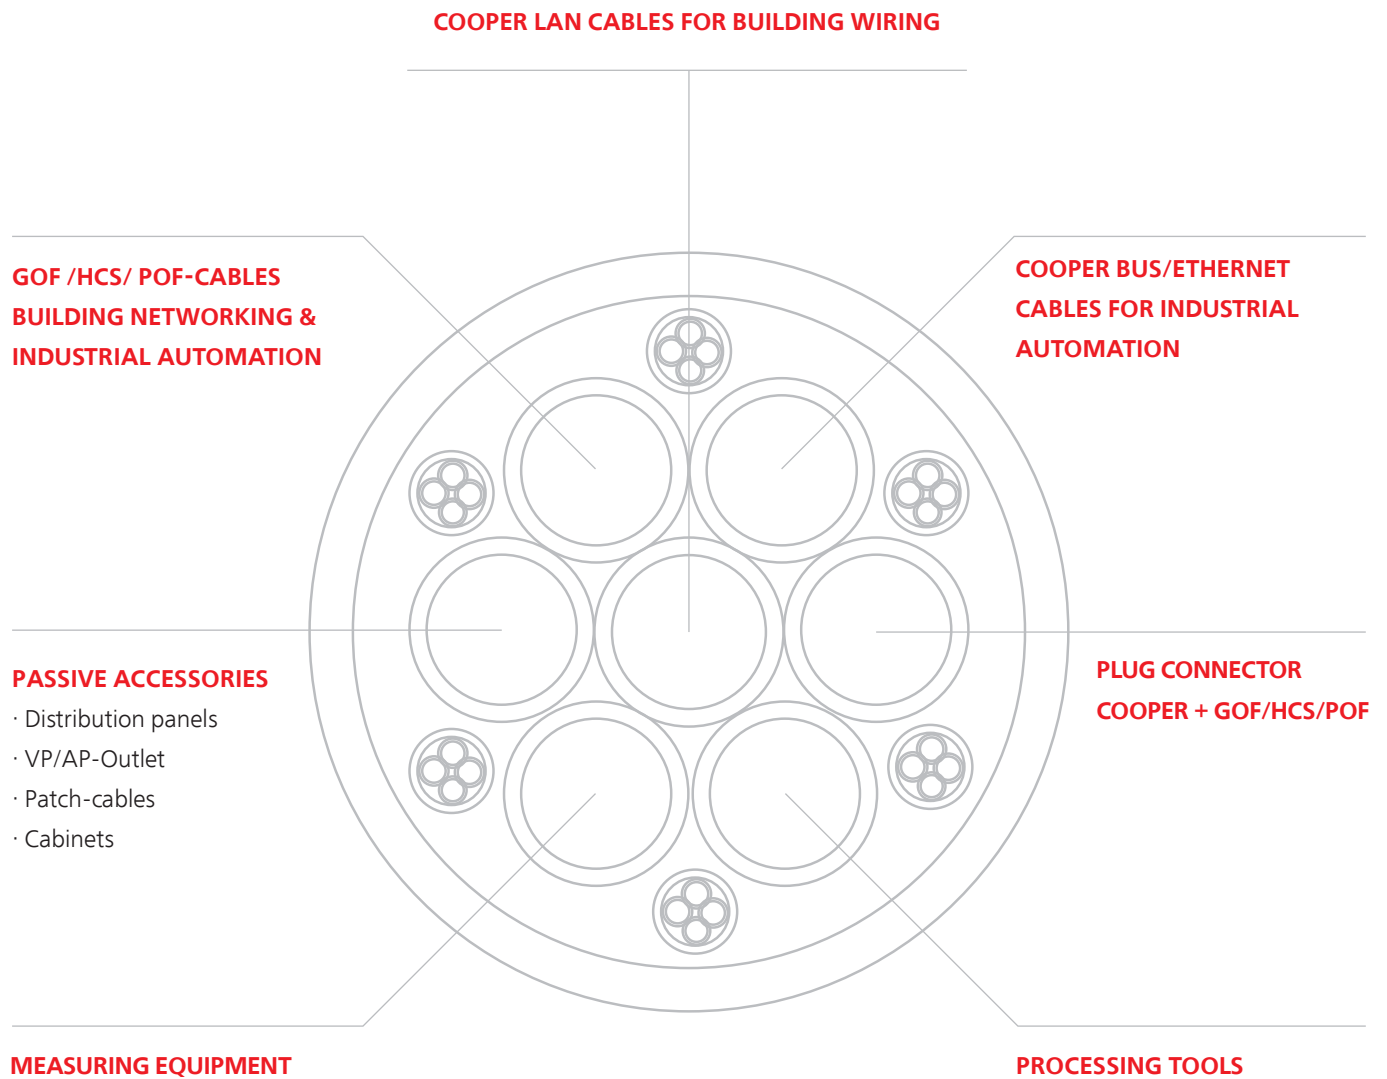 COOPER LAN CABLES FOR BUILDING WIRING
GOF /HCS/ POF-CABLES
BUILDING NETWORKING &
INDUSTRIAL AUTOMATION
COOPER BUS/ETHERNET
CABLES FOR INDUSTRIAL
AUTOMATION
PASSIVE ACCESSORIES
· Distribution panels
· VP/AP-Outlet
· Patch-cables
· Cabinets
PLUG CONNECTOR
COOPER + GOF/HCS/POF
MEASURING EQUIPMENT
PROCESSING TOOLS